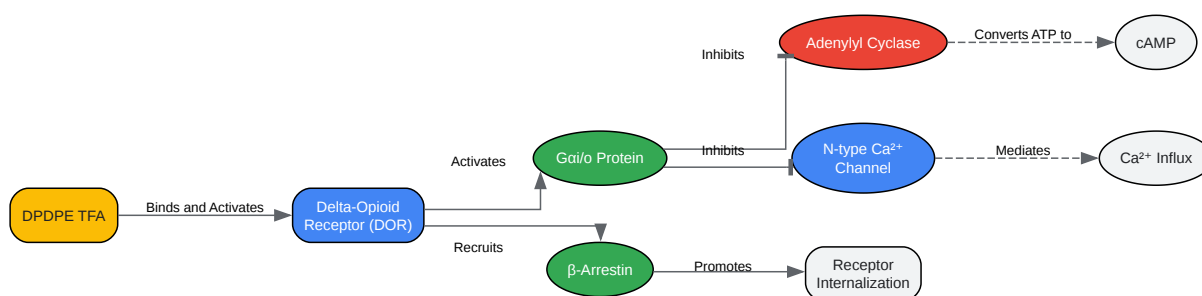 Adenylyl Cyclase
Converts ATP to
cAMP
Inhibits
Inhibits
N-type Ca²⁺
Channel
Mediates
Ca²⁺ Influx
Gαi/o Protein
Activates
DPDPE TFA
Binds and Activates
Delta-Opioid
Receptor (DOR)
Recruits
β-Arrestin
Promotes
Receptor
Internalization